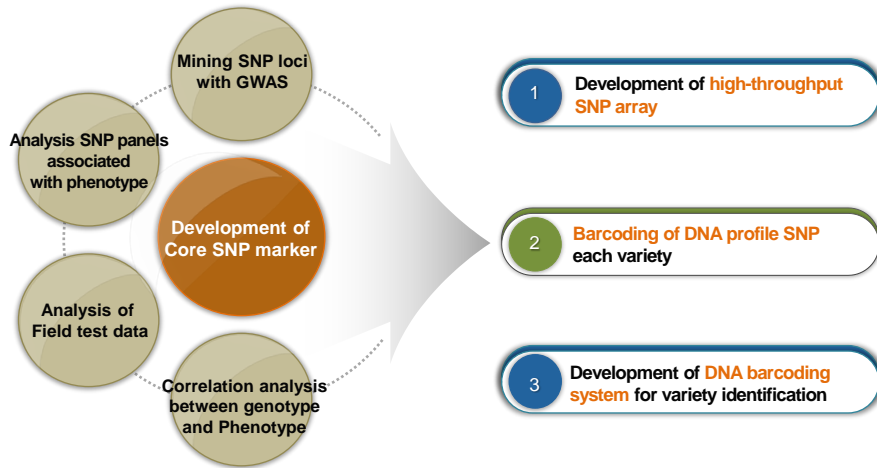 Mining SNP loci
with GWAS
Analysis SNP panels
associated
with phenotype
Development of
Core SNP marker
Analysis of
Field test data
Correlation analysis
between genotype
and Phenotype
1
Development of high-throughput
SNP array
2
Barcoding of DNA profile SNP
each variety
3
Development of DNA barcoding
system for variety identification